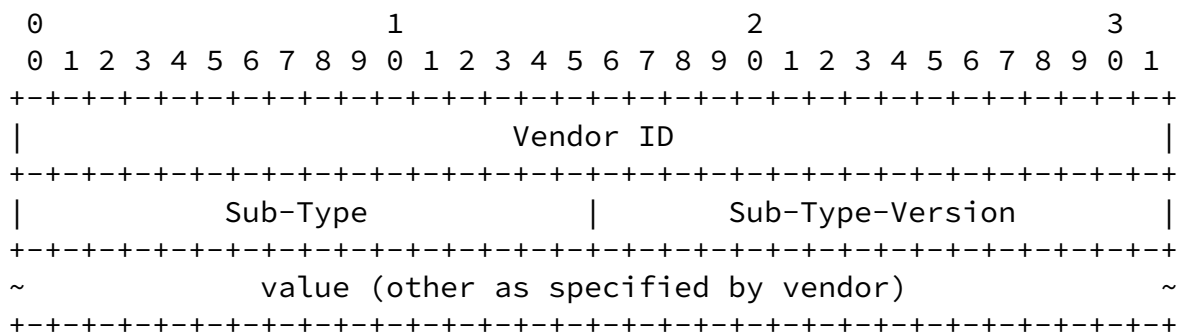 0                   1                   2                   3
 0 1 2 3 4 5 6 7 8 9 0 1 2 3 4 5 6 7 8 9 0 1 2 3 4 5 6 7 8 9 0 1
+-+-+-+-+-+-+-+-+-+-+-+-+-+-+-+-+-+-+-+-+-+-+-+-+-+-+-+-+-+-+-+-+
|                           Vendor ID                           |
+-+-+-+-+-+-+-+-+-+-+-+-+-+-+-+-+-+-+-+-+-+-+-+-+-+-+-+-+-+-+-+-+
|           Sub-Type            |       Sub-Type-Version        |
+-+-+-+-+-+-+-+-+-+-+-+-+-+-+-+-+-+-+-+-+-+-+-+-+-+-+-+-+-+-+-+-+
~             value (other as specified by vendor)              ~
+-+-+-+-+-+-+-+-+-+-+-+-+-+-+-+-+-+-+-+-+-+-+-+-+-+-+-+-+-+-+-+-+